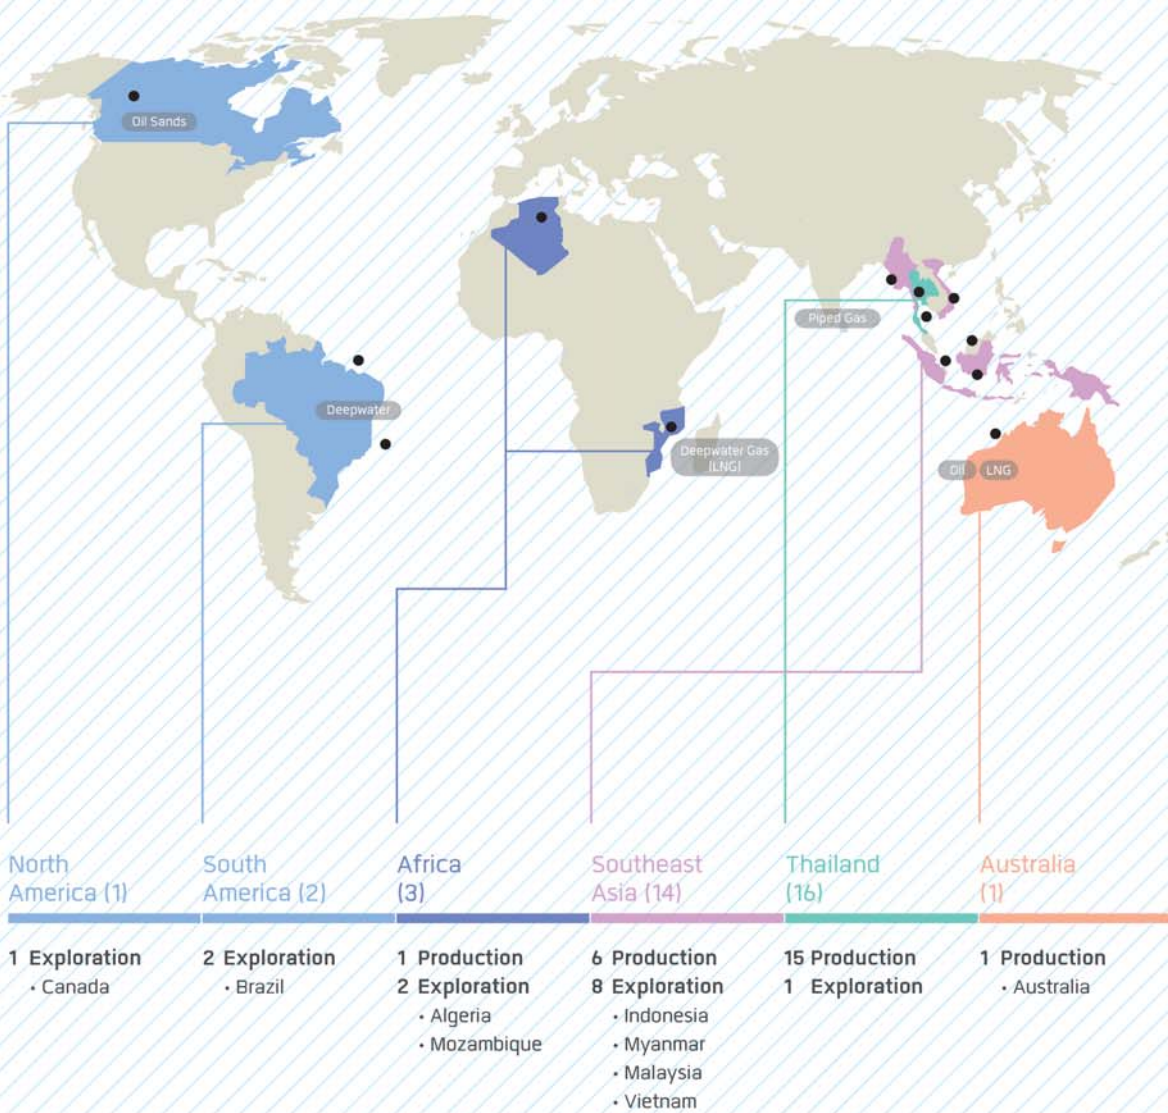 Oil Sands
Piped Gas
Deepwater
Deepwater Gas
(LNG)
Oil
LNG
North
America (1)
1 Exploration
• Canada
South
America (2)
2 Exploration
• Brazil
Africa
(3)
1 Production
2 Exploration
• Algeria
• Mozambique
Southeast
Asia (14)
6 Production
8 Exploration
• Indonesia
• Myanmar
• Malaysia
• Vietnam
Thailand
(16)
15 Production
1 Exploration
Australia
(1)
1 Production
• Australia